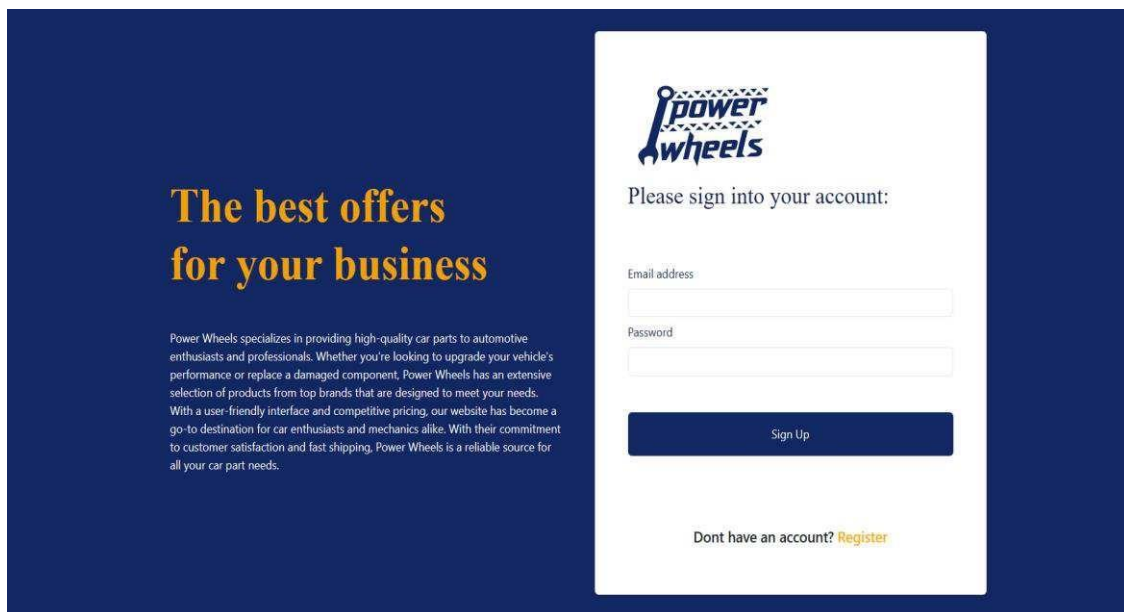 The best offers
for your business
Power Wheels specializes in providing high-quality car parts to automotive
enthusiasts and professionals. Whether you're looking to upgrade your vehicle's
performance or replace a damaged component, Power Wheels has an extensive
selection of products from top brands that are designed to meet your needs.
With a user-friendly interface and competitive pricing, our website has become a
go-to destination for car enthusiasts and mechanics alike. With their commitment
to customer satisfaction and fast shipping, Power Wheels is a reliable source for
all your car part needs.
power
wheels
Please sign into your account:
Email address
Password
Sign Up
Dont have an account? Register